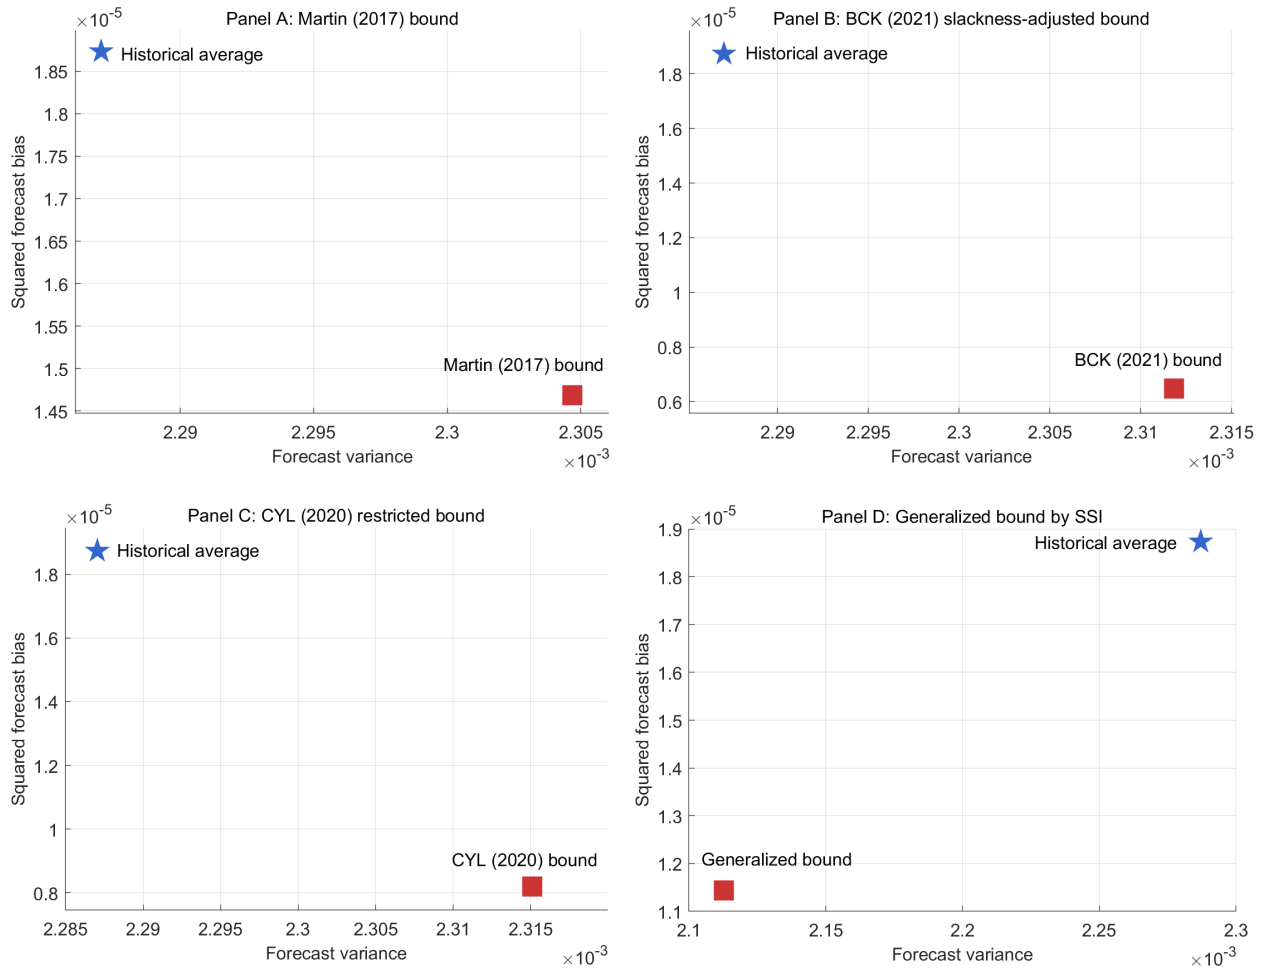 Panel A: Martin (2017) bound
×10^-5
Historical average
1.85
1.8
1.75
1.7
1.65
1.6
1.55
1.5
1.45
Squared forecast bias
Martin (2017) bound
2.29 2.295 2.3 2.305
Forecast variance
×10^-3
Panel B: BCK (2021) slackness-adjusted bound
×10^-5
Historical average
1.8
1.6
1.4
1.2
1
0.8
0.6
Squared forecast bias
BCK (2021) bound
2.29 2.295 2.3 2.305 2.31 2.315
Forecast variance
×10^-3
Panel C: CYL (2020) restricted bound
×10^-5
Historical average
1.8
1.6
1.4
1.2
1
0.8
Squared forecast bias
CYL (2020) bound
2.285 2.29 2.295 2.3 2.305 2.31 2.315
Forecast variance
×10^-3
Panel D: Generalized bound by SSI
×10^-5
Historical average
1.9
1.8
1.7
1.6
1.5
1.4
1.3
1.2
1.1
Squared forecast bias
Generalized bound
2.1 2.15 2.2 2.25 2.3
Forecast variance
×10^-3